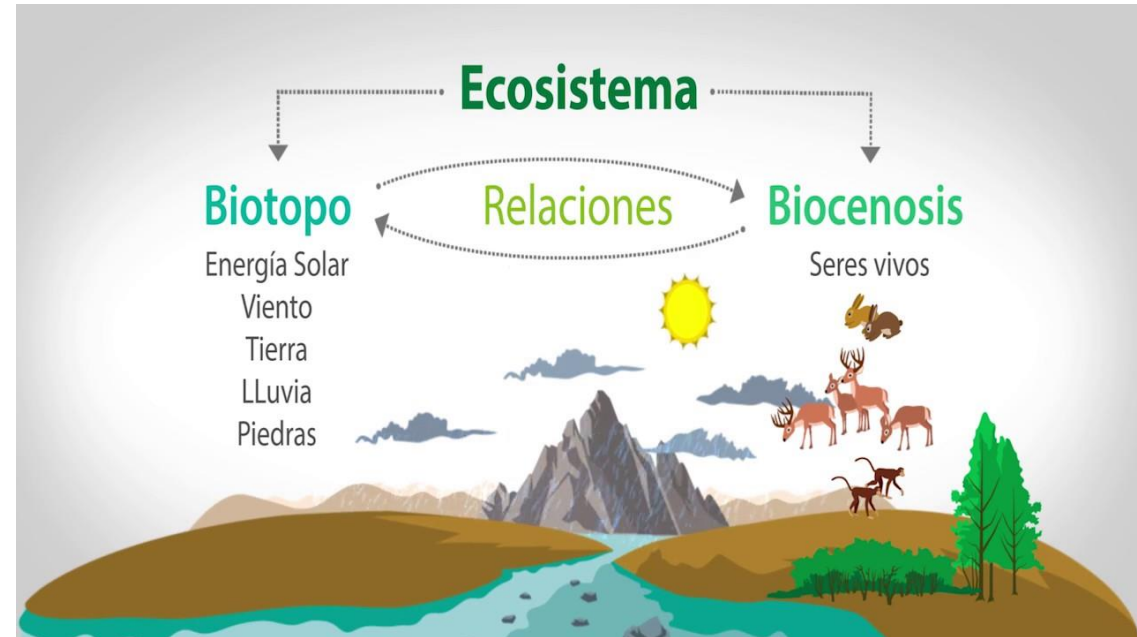 Ecosistema
Biotopo
Relaciones
Biocenosis
Energía Solar
Viento
Tierra
LLuvia
Piedras
Seres vivos